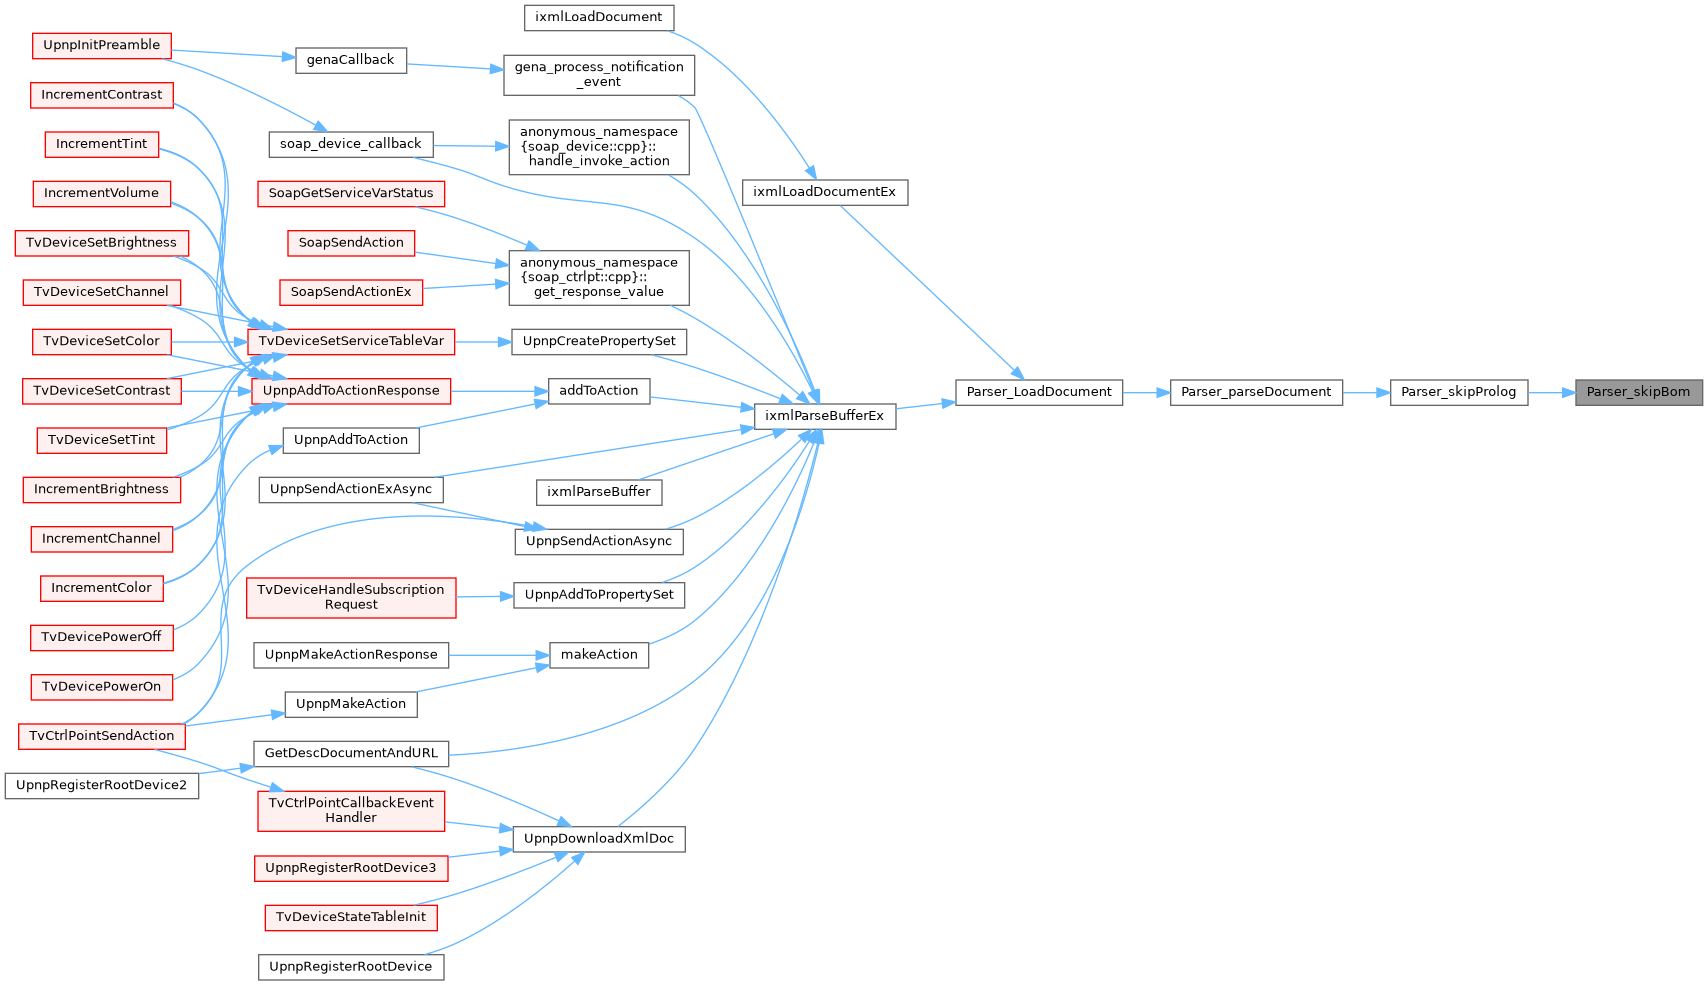 ixmlLoadDocument
UpnpInitPreamble
genaCallback
gena_process_notification
_event
IncrementContrast
IncrementTint
soap_device_callback
anonymous_namespace
{soap_device::cpp}::
handle_invoke_action
IncrementVolume
SoapGetServiceVarStatus
ixmlLoadDocumentEx
TvDeviceSetBrightness
SoapSendAction
anonymous_namespace
{soap_ctrlpt::cpp}::
get_response_value
TvDeviceSetChannel
SoapSendActionEx
TvDeviceSetColor
TvDeviceSetServiceTableVar
UpnpCreatePropertySet
TvDeviceSetContrast
UpnpAddToActionResponse
addToAction
ixmlParseBufferEx
Parser_LoadDocument
Parser_parseDocument
Parser_skipProlog
Parser_skipBom
TvDeviceSetTint
UpnpAddToAction
IncrementBrightness
UpnpSendActionExAsync
ixmlParseBuffer
IncrementChannel
UpnpSendActionAsync
IncrementColor
TvDeviceHandleSubscription
Request
UpnpAddToPropertySet
TvDevicePowerOff
UpnpMakeActionResponse
makeAction
TvDevicePowerOn
UpnpMakeAction
TvCtrlPointSendAction
GetDescDocumentAndURL
UpnpRegisterRootDevice2
TvCtrlPointCallbackEvent
Handler
UpnpDownloadXmlDoc
UpnpRegisterRootDevice3
TvDeviceStateTableInit
UpnpRegisterRootDevice